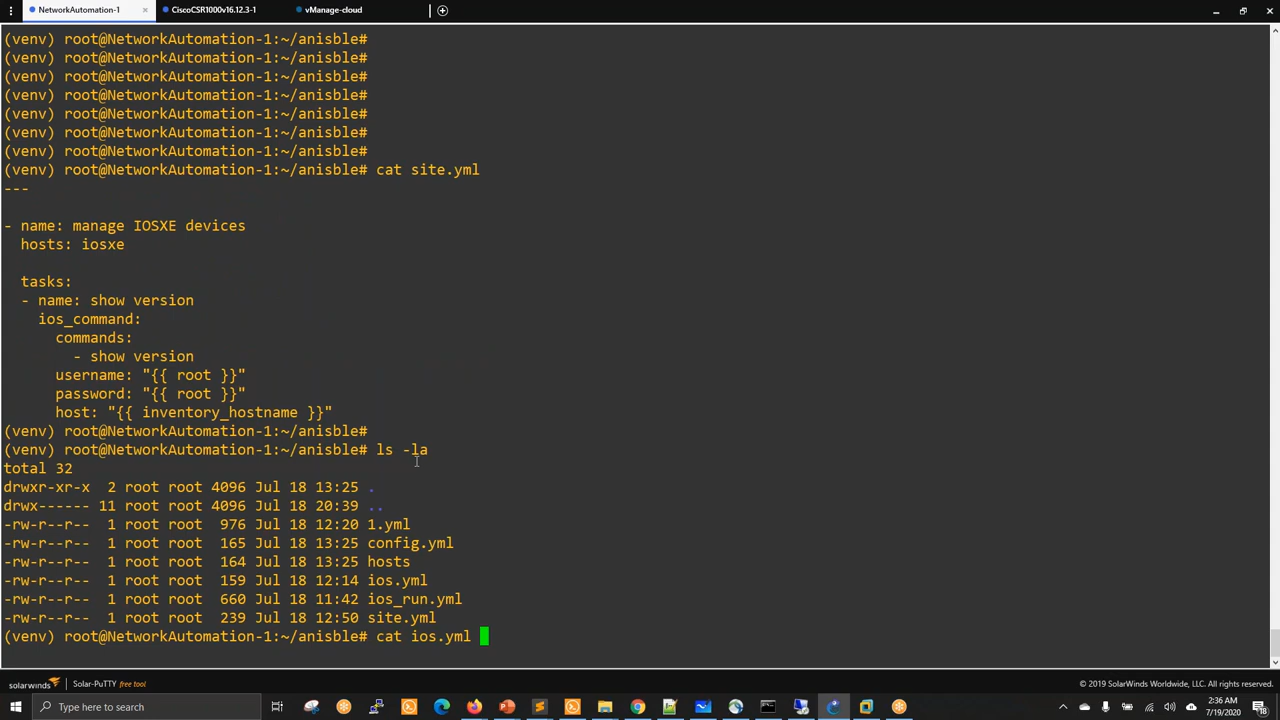 NetworkAutomation-1 × CiscoCSR1000v16.12.3-1 vManage-cloud
(venv) root@NetworkAutomation-1:~/anisble#
(venv) root@NetworkAutomation-1:~/anisble#
(venv) root@NetworkAutomation-1:~/anisble#
(venv) root@NetworkAutomation-1:~/anisble#
(venv) root@NetworkAutomation-1:~/anisble#
(venv) root@NetworkAutomation-1:~/anisble#
(venv) root@NetworkAutomation-1:~/anisble#
(venv) root@NetworkAutomation-1:~/anisble# cat site.yml
---
- name: manage IOSXE devices
  hosts: iosxe
  tasks:
  - name: show version
    ios_command:
      commands:
        - show version
      username: "{{ root }}"
      password: "{{ root }}"
      host: "{{ inventory_hostname }}"
(venv) root@NetworkAutomation-1:~/anisble#
(venv) root@NetworkAutomation-1:~/anisble# ls -la
total 32
drwxr-xr-x  2 root root 4096 Jul 18 13:25 .
drwx------ 11 root root 4096 Jul 18 20:39 ..
-rw-r--r--  1 root root  976 Jul 18 12:20 1.yml
-rw-r--r--  1 root root  165 Jul 18 13:25 config.yml
-rw-r--r--  1 root root  164 Jul 18 13:25 hosts
-rw-r--r--  1 root root  159 Jul 18 12:14 ios.yml
-rw-r--r--  1 root root  660 Jul 18 11:42 ios_run.yml
-rw-r--r--  1 root root  239 Jul 18 12:50 site.yml
(venv) root@NetworkAutomation-1:~/anisble# cat ios.yml
solarwinds Solar-PuTTY free tool © 2019 SolarWinds Worldwide, LLC. All rights reserved.
Type here to search
2:36 AM
7/19/2020
18